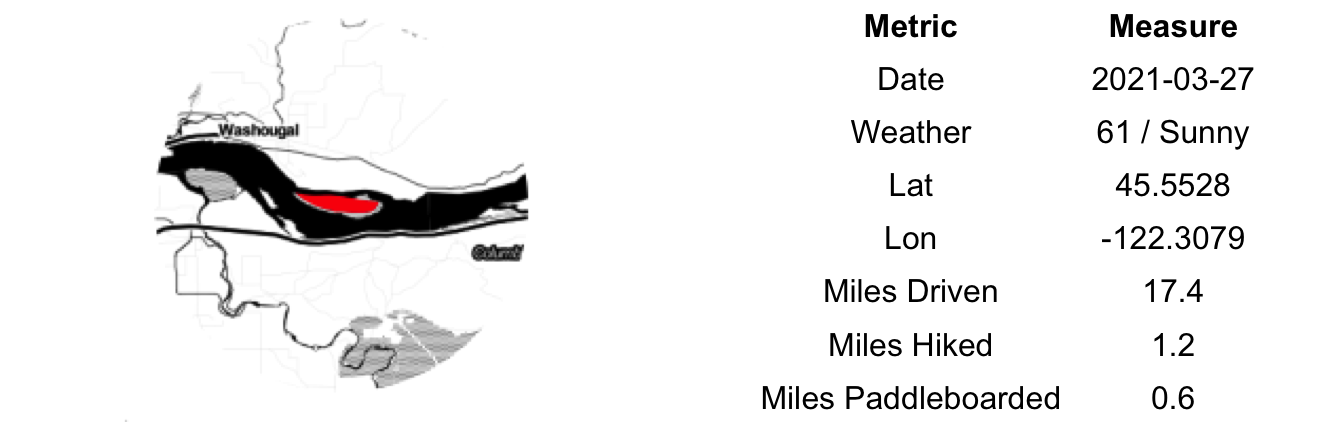 Washougal
Columb
Metric Measure
Date 2021-03-27
Weather 61 / Sunny
Lat 45.5528
Lon -122.3079
Miles Driven 17.4
Miles Hiked 1.2
Miles Paddleboarded 0.6